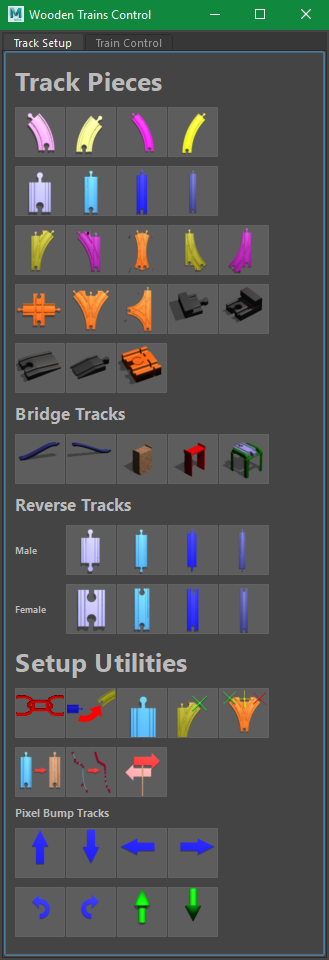 Wooden Trains Control
Track Setup
Train Control
Track Pieces
Bridge Tracks
Reverse Tracks
Male
Female
Setup Utilities
Pixel Bump Tracks